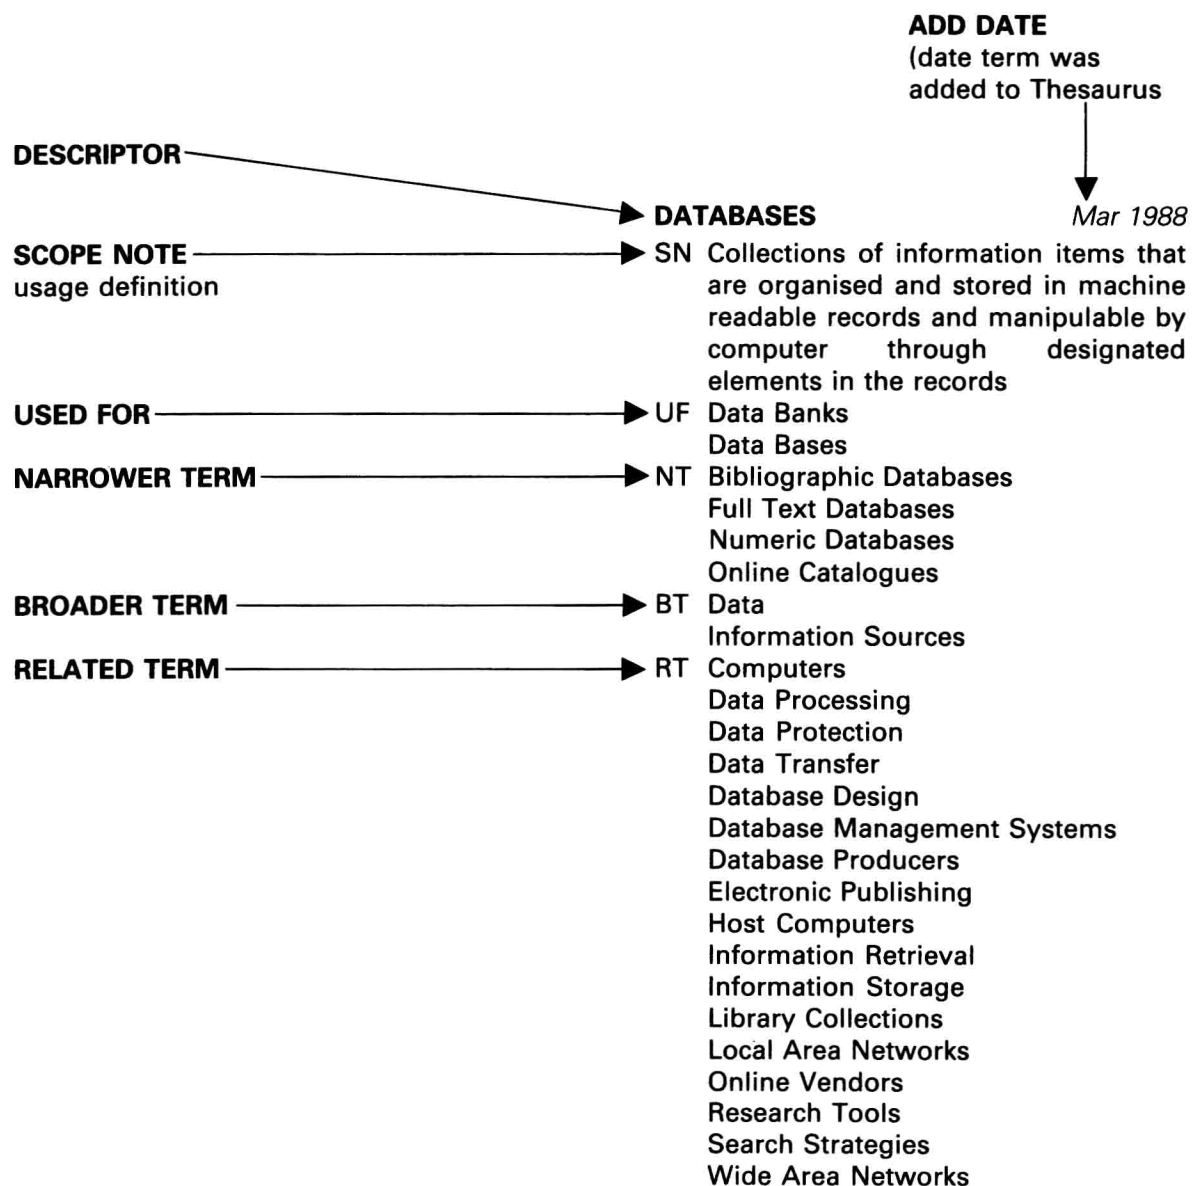 ADD DATE
(date term was
added to Thesaurus
DESCRIPTOR
DATABASES Mar 1988
SCOPE NOTE SN Collections of information items that
usage definition are organised and stored in machine
readable records and manipulable by
computer through designated
elements in the records
USED FOR UF Data Banks
Data Bases
NARROWER TERM NT Bibliographic Databases
Full Text Databases
Numeric Databases
Online Catalogues
BROADER TERM BT Data
Information Sources
RELATED TERM RT Computers
Data Processing
Data Protection
Data Transfer
Database Design
Database Management Systems
Database Producers
Electronic Publishing
Host Computers
Information Retrieval
Information Storage
Library Collections
Local Area Networks
Online Vendors
Research Tools
Search Strategies
Wide Area Networks